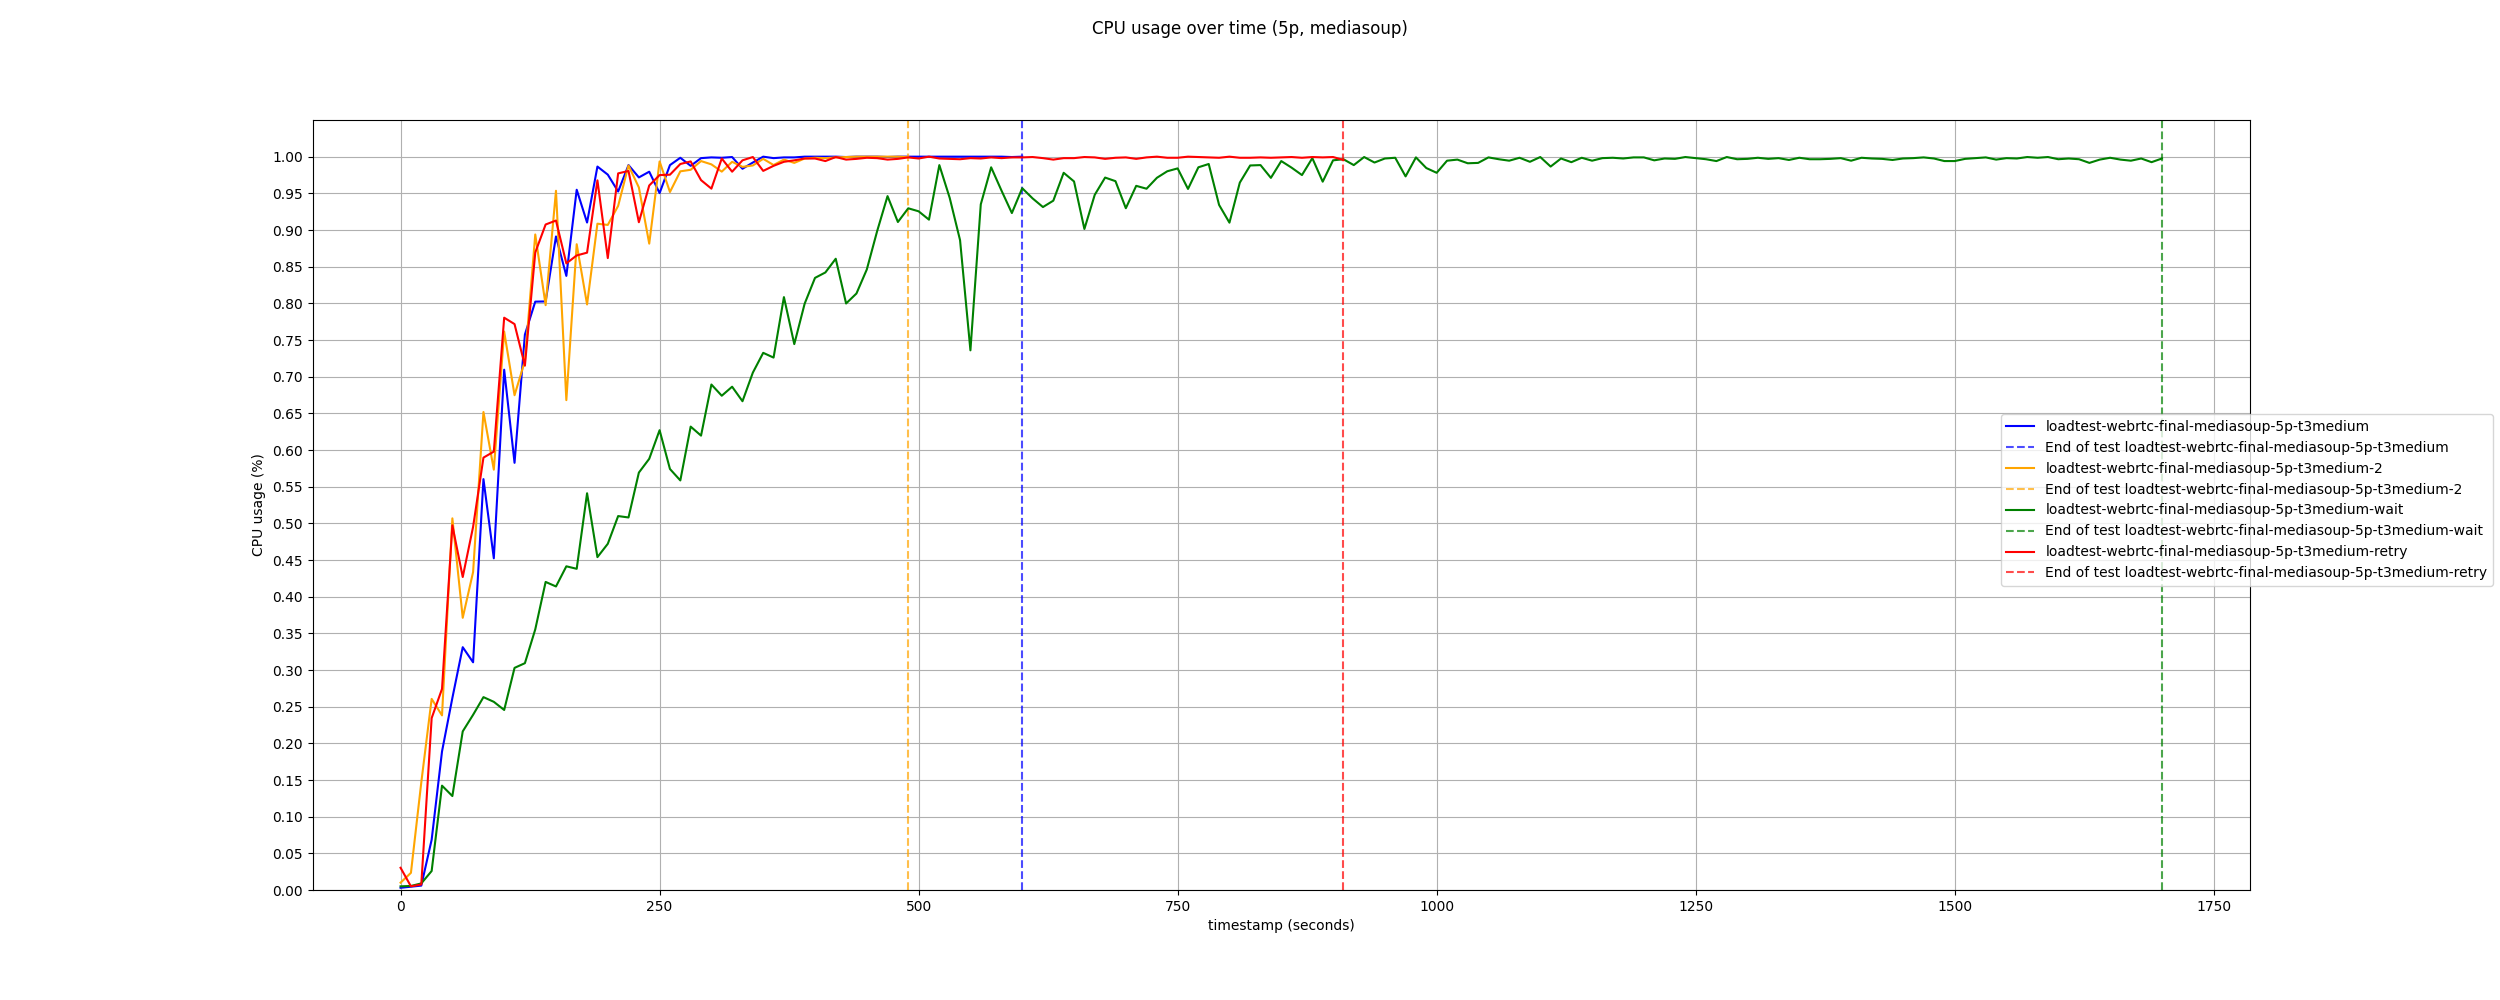 CPU usage over time (5p, mediasoup)
1.00
0.95
0.90
0.85
0.80
0.75
0.70
0.65
0.60
0.55
0.50
0.45
0.40
0.35
0.30
0.25
0.20
0.15
0.10
0.05
0.00
CPU usage (%)
0 250 500 750 1000 1250 1500 1750
timestamp (seconds)
loadtest-webrtc-final-mediasoup-5p-t3medium
End of test loadtest-webrtc-final-mediasoup-5p-t3medium
loadtest-webrtc-final-mediasoup-5p-t3medium-2
End of test loadtest-webrtc-final-mediasoup-5p-t3medium-2
loadtest-webrtc-final-mediasoup-5p-t3medium-wait
End of test loadtest-webrtc-final-mediasoup-5p-t3medium-wait
loadtest-webrtc-final-mediasoup-5p-t3medium-retry
End of test loadtest-webrtc-final-mediasoup-5p-t3medium-retry